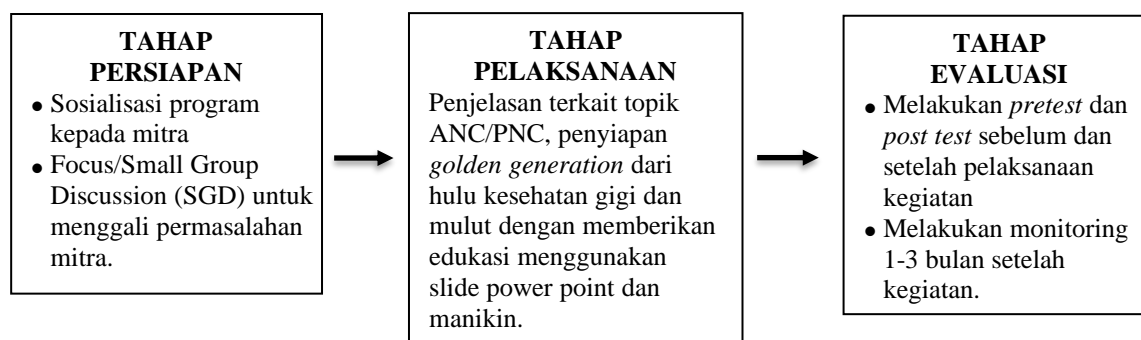 TAHAP
PERSIAPAN
● Sosialisasi program
kepada mitra
● Focus/Small Group
Discussion (SGD) untuk
menggali permasalahan
mitra.
TAHAP
PELAKSANAAN
Penjelasan terkait topik
ANC/PNC, penyiapan
golden generation dari
hulu kesehatan gigi dan
mulut dengan memberikan
edukasi menggunakan
slide power point dan
manikin.
TAHAP
EVALUASI
● Melakukan pretest dan
post test sebelum dan
setelah pelaksanaan
kegiatan
● Melakukan monitoring
1-3 bulan setelah
kegiatan.